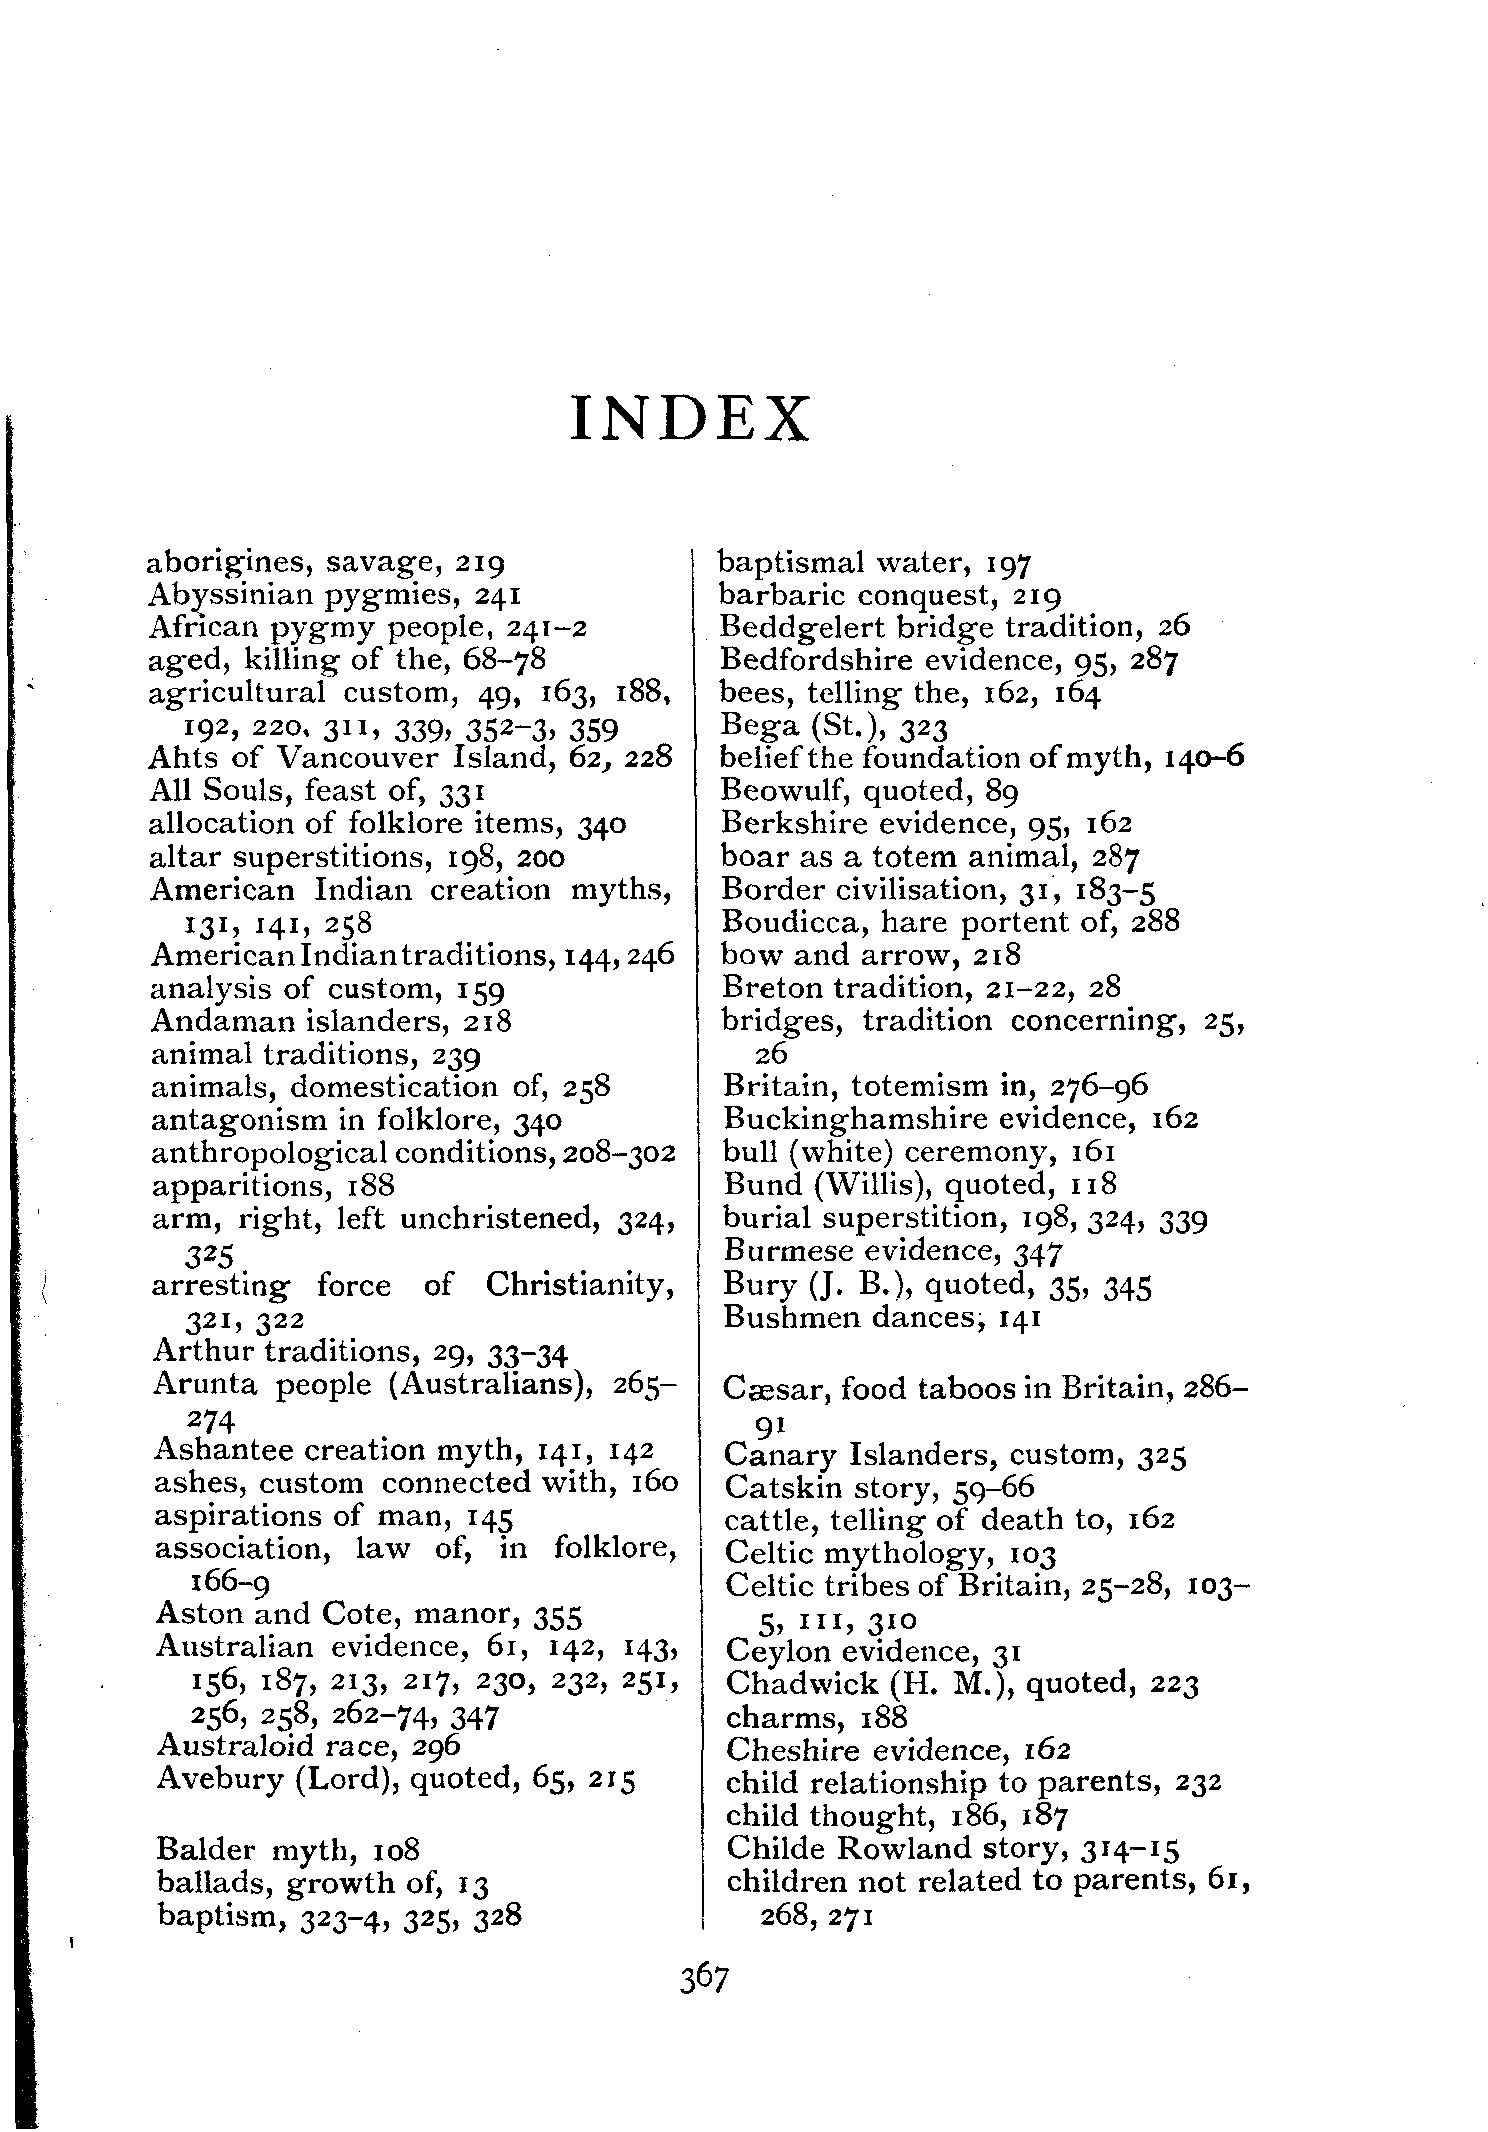 INDEX
aborigines, savage, 219
Abyssinian pygmies, 241
African pygmy people, 241–2
aged, killing of the, 68–78
agricultural custom, 49, 163, 188,
192, 220, 311, 339, 352–3, 359
Ahts of Vancouver Island, 62, 228
All Souls, feast of, 331
allocation of folklore items, 340
altar superstitions, 198, 200
American Indian creation myths,
131, 141, 258
American Indian traditions, 144, 246
analysis of custom, 159
Andaman islanders, 218
animal traditions, 239
animals, domestication of, 258
antagonism in folklore, 340
anthropological conditions, 208–302
apparitions, 188
arm, right, left unchristened, 324,
325
arresting force of Christianity,
321, 322
Arthur traditions, 29, 33–34
Arunta people (Australians), 265–
274
Ashantee creation myth, 141, 142
ashes, custom connected with, 160
aspirations of man, 145
association, law of, in folklore,
166–9
Aston and Cote, manor, 355
Australian evidence, 61, 142, 143,
156, 187, 213, 217, 230, 232, 251,
256, 258, 262–74, 347
Australoid race, 296
Avebury (Lord), quoted, 65, 215
Balder myth, 108
ballads, growth of, 13
baptism, 323–4, 325, 328
baptismal water, 197
barbaric conquest, 219
Beddgelert bridge tradition, 26
Bedfordshire evidence, 95, 287
bees, telling the, 162, 164
Bega (St.), 323
belief the foundation of myth, 140–6
Beowulf, quoted, 89
Berkshire evidence, 95, 162
boar as a totem animal, 287
Border civilisation, 31, 183–5
Boudicca, hare portent of, 288
bow and arrow, 218
Breton tradition, 21–22, 28
bridges, tradition concerning, 25,
26
Britain, totemism in, 276–96
Buckinghamshire evidence, 162
bull (white) ceremony, 161
Bund (Willis), quoted, 118
burial superstition, 198, 324, 339
Burmese evidence, 347
Bury (J. B.), quoted, 35, 345
Bushmen dances, 141
Cæsar, food taboos in Britain, 286–
91
Canary Islanders, custom, 325
Catskin story, 59–66
cattle, telling of death to, 162
Celtic mythology, 103
Celtic tribes of Britain, 25–28, 103–
5, 111, 310
Ceylon evidence, 31
Chadwick (H. M.), quoted, 223
charms, 188
Cheshire evidence, 162
child relationship to parents, 232
child thought, 186, 187
Childe Rowland story, 314–15
children not related to parents, 61,
268, 271
367